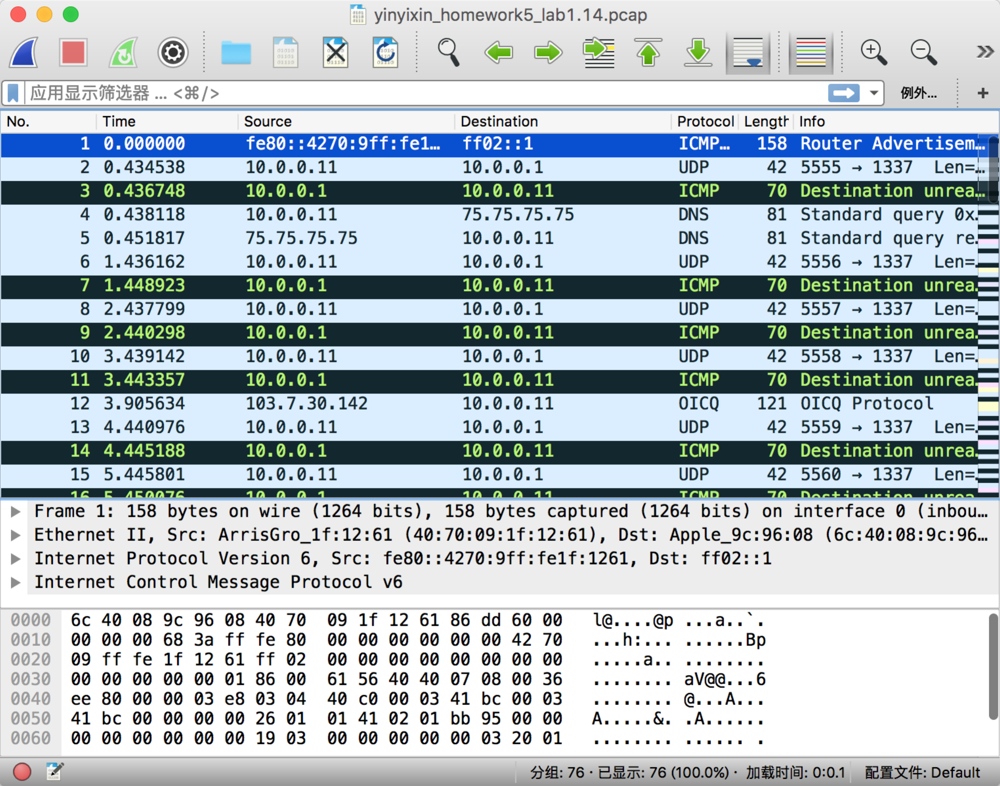 yinyixin_homework5_lab1.14.pcap
应用显示筛选器 ... <⌘/> 例外... +
No. Time Source Destination Protocol Length Info
1 0.000000 fe80::4270:9ff:fe1… ff02::1 ICMP… 158 Router Advertisem…
2 0.434538 10.0.0.11 10.0.0.1 UDP 42 5555 → 1337 Len=…
3 0.436748 10.0.0.1 10.0.0.11 ICMP 70 Destination unrea…
4 0.438118 10.0.0.11 75.75.75.75 DNS 81 Standard query 0x…
5 0.451817 75.75.75.75 10.0.0.11 DNS 81 Standard query re…
6 1.436162 10.0.0.11 10.0.0.1 UDP 42 5556 → 1337 Len=…
7 1.448923 10.0.0.1 10.0.0.11 ICMP 70 Destination unrea…
8 2.437799 10.0.0.11 10.0.0.1 UDP 42 5557 → 1337 Len=…
9 2.440298 10.0.0.1 10.0.0.11 ICMP 70 Destination unrea…
10 3.439142 10.0.0.11 10.0.0.1 UDP 42 5558 → 1337 Len=…
11 3.443357 10.0.0.1 10.0.0.11 ICMP 70 Destination unrea…
12 3.905634 103.7.30.142 10.0.0.11 OICQ 121 OICQ Protocol
13 4.440976 10.0.0.11 10.0.0.1 UDP 42 5559 → 1337 Len=…
14 4.445188 10.0.0.1 10.0.0.11 ICMP 70 Destination unrea…
15 5.445801 10.0.0.11 10.0.0.1 UDP 42 5560 → 1337 Len=…
16 5.450076 10.0.0.1 10.0.0.11 ICMP 70 Destination unrea…
Frame 1: 158 bytes on wire (1264 bits), 158 bytes captured (1264 bits) on interface 0 (inbou…
Ethernet II, Src: ArrisGro_1f:12:61 (40:70:09:1f:12:61), Dst: Apple_9c:96:08 (6c:40:08:9c:96…
Internet Protocol Version 6, Src: fe80::4270:9ff:fe1f:1261, Dst: ff02::1
Internet Control Message Protocol v6
0000 6c 40 08 9c 96 08 40 70 09 1f 12 61 86 dd 60 00 l@....@p ...a..`.
0010 00 00 00 68 3a ff fe 80 00 00 00 00 00 00 42 70 ...h:... ......Bp
0020 09 ff fe 1f 12 61 ff 02 00 00 00 00 00 00 00 00 .....a.. ........
0030 00 00 00 00 00 01 86 00 61 56 40 40 07 08 00 36 ........ aV@@...6
0040 ee 80 00 00 03 e8 03 04 40 c0 00 03 41 bc 00 03 ........ @...A...
0050 41 bc 00 00 00 00 26 01 01 41 02 01 bb 95 00 00 A.....&. .A......
0060 00 00 00 00 00 00 19 03 00 00 00 00 00 03 20 01 ........ ...... .
分组: 76 · 已显示: 76 (100.0%) · 加载时间: 0:0.1 配置文件: Default